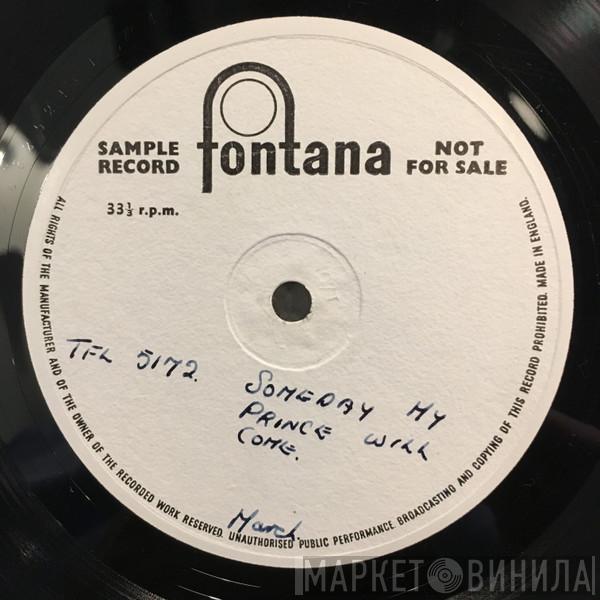 SAMPLE RECORD
fontana
NOT FOR SALE
33⅓ r.p.m.
TFL 5172. SOMEDAY MY
PRINCE WILL
COME.
March.
ALL RIGHTS OF THE MANUFACTURER AND OF THE OWNER OF THE RECORDED WORK RESERVED. UNAUTHORISED PUBLIC PERFORMANCE BROADCASTING AND COPYING OF THIS RECORD PROHIBITED. MADE IN ENGLAND.
МАРКЕТ ВИНИЛА